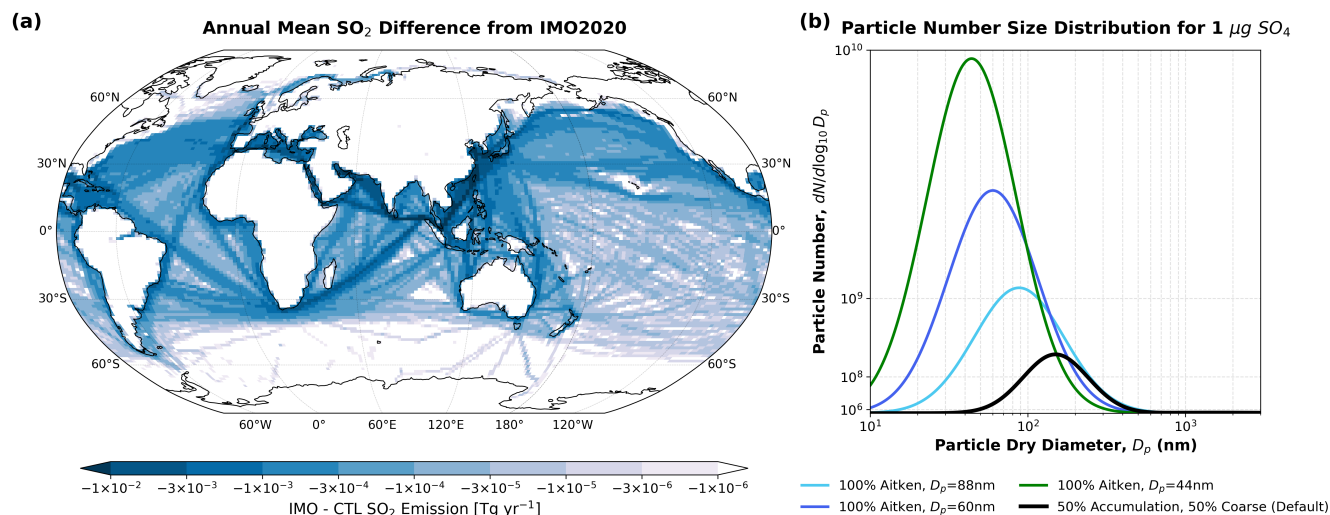 (a)
Annual Mean SO₂ Difference from IMO2020
60°N
60°N
30°N
30°N
0°
0°
30°S
30°S
60°S
60°S
60°W 0° 60°E 120°E 180° 120°W
−1×10⁻² −3×10⁻³ −1×10⁻³ −3×10⁻⁴ −1×10⁻⁴ −1×10⁻⁵ −1×10⁻⁵ −3×10⁻⁶ −1×10⁻⁶
IMO - CTL SO₂ Emission [Tg yr⁻¹]
(b)
Particle Number Size Distribution for 1 μg SO₄
Particle Number, dN/dlog₁₀ Dₚ
10¹⁰
10⁹
10⁸
10⁶
10¹ 10² 10³
Particle Dry Diameter, Dₚ (nm)
100% Aitken, Dₚ=88nm
100% Aitken, Dₚ=60nm
100% Aitken, Dₚ=44nm
50% Accumulation, 50% Coarse (Default)